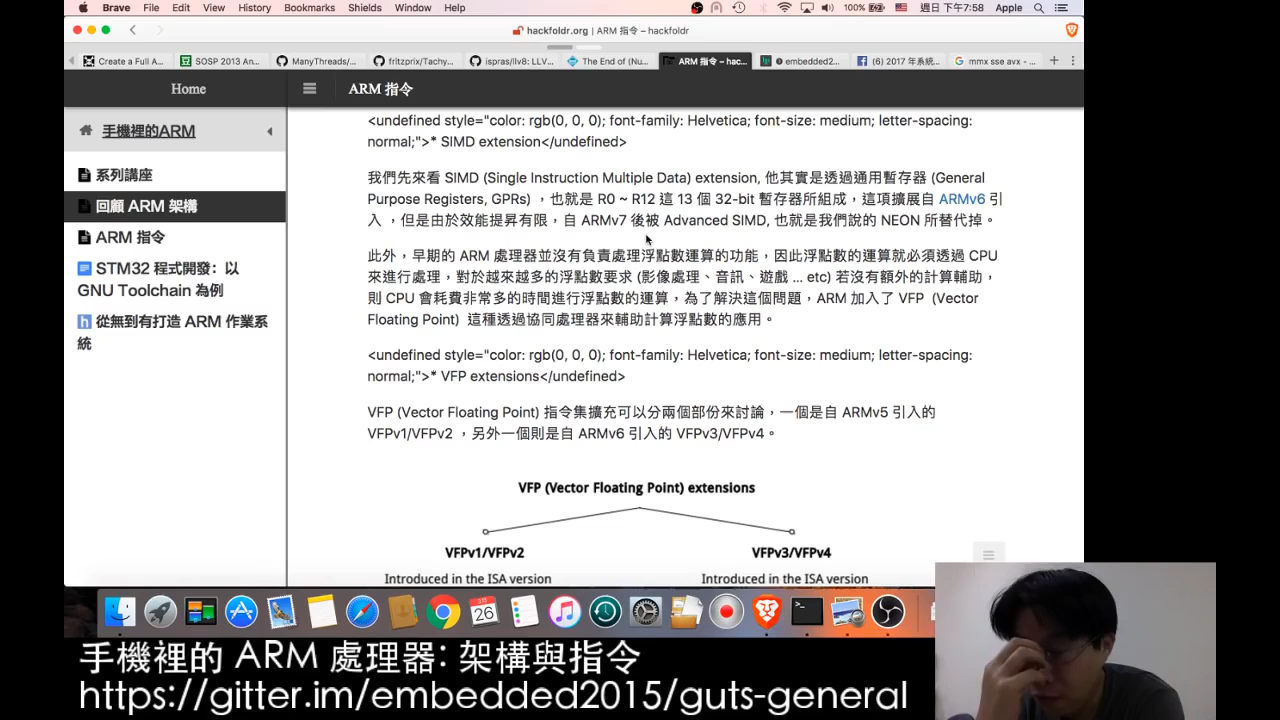 Brave File Edit View History Bookmarks Shields Window Help 100% 週日 下午7:58 Apple
hackfoldr.org | ARM 指令 – hackfoldr
Create a Full A... SOSP 2013 An... ManyThreads/... fritzprix/Tachy... ispras/llv8: LLV... The End of (Nu... ARM 指令 – hac... embedded2... (6) 2017 年系統... mmx sse avx - ...
Home ARM 指令
手機裡的ARM
系列講座
回顧 ARM 架構
ARM 指令
STM32 程式開發：以
GNU Toolchain 為例
從無到有打造 ARM 作業系
統
<undefined style="color: rgb(0, 0, 0); font-family: Helvetica; font-size: medium; letter-spacing:
normal;">* SIMD extension</undefined>
我們先來看 SIMD (Single Instruction Multiple Data) extension, 他其實是透過通用暫存器 (General
Purpose Registers, GPRs) ，也就是 R0 ~ R12 這 13 個 32-bit 暫存器所組成，這項擴展自 ARMv6 引
入 ，但是由於效能提昇有限，自 ARMv7 後被 Advanced SIMD, 也就是我們說的 NEON 所替代掉。
此外，早期的 ARM 處理器並沒有負責處理浮點數運算的功能，因此浮點數的運算就必須透過 CPU
來進行處理，對於越來越多的浮點數要求 (影像處理、音訊、遊戲 ... etc) 若沒有額外的計算輔助，
則 CPU 會耗費非常多的時間進行浮點數的運算，為了解決這個問題，ARM 加入了 VFP (Vector
Floating Point) 這種透過協同處理器來輔助計算浮點數的應用。
<undefined style="color: rgb(0, 0, 0); font-family: Helvetica; font-size: medium; letter-spacing:
normal;">* VFP extensions</undefined>
VFP (Vector Floating Point) 指令集擴充可以分兩個部份來討論，一個是自 ARMv5 引入的
VFPv1/VFPv2 ，另外一個則是自 ARMv6 引入的 VFPv3/VFPv4。
VFP (Vector Floating Point) extensions
VFPv1/VFPv2 VFPv3/VFPv4
Introduced in the ISA version Introduced in the ISA version
26
手機裡的 ARM 處理器: 架構與指令
https://gitter.im/embedded2015/guts-general